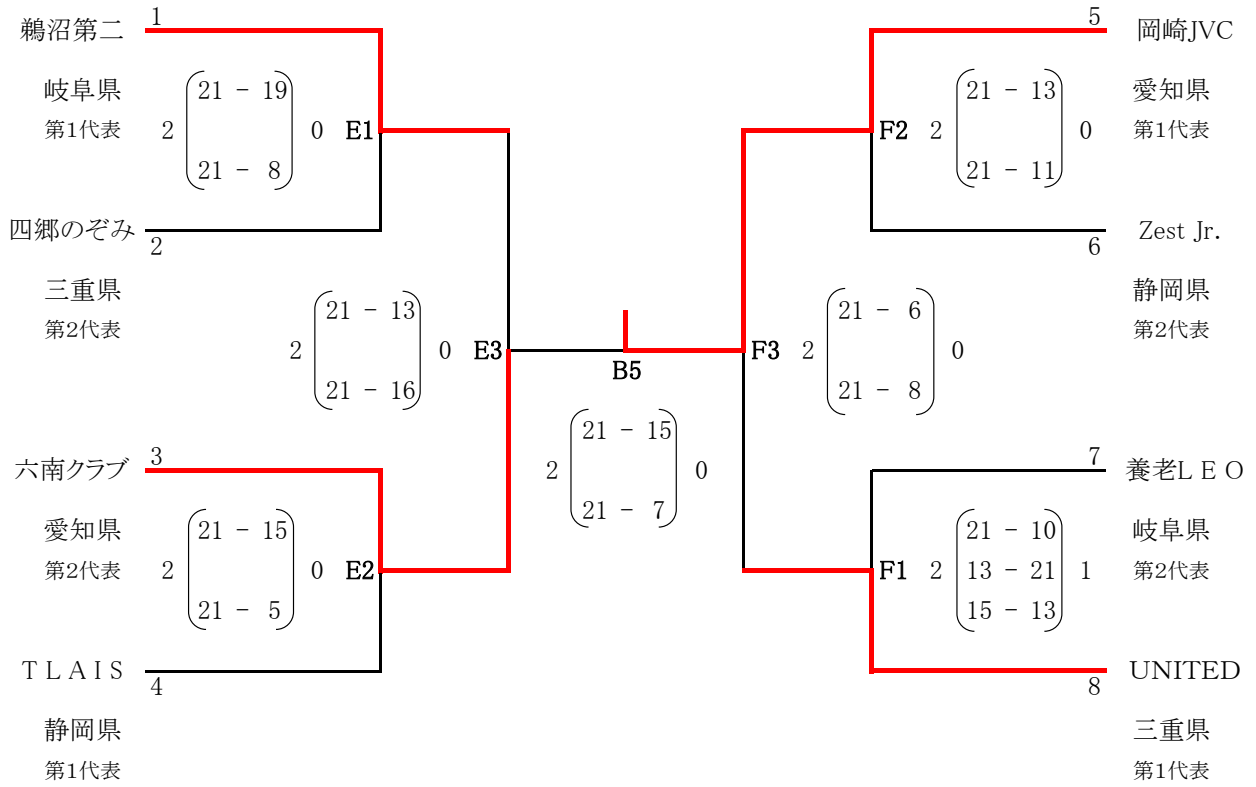 1
鵜沼第二
岐阜県
第1代表
2
21 - 19
21 - 8
0
E1
四郷のぞみ
2
三重県
第2代表
2
21 - 13
21 - 16
0
E3
六南クラブ
3
愛知県
第2代表
2
21 - 15
21 - 5
0
E2
TLAIS
4
静岡県
第1代表
B5
2
21 - 15
21 - 7
0
5
岡崎JVC
愛知県
第1代表
F2
2
21 - 13
21 - 11
0
6
Zest Jr.
静岡県
第2代表
F3
2
21 - 6
21 - 8
0
7
養老LEO
岐阜県
第2代表
F1
2
21 - 10
13 - 21
15 - 13
1
UNITED
8
三重県
第1代表